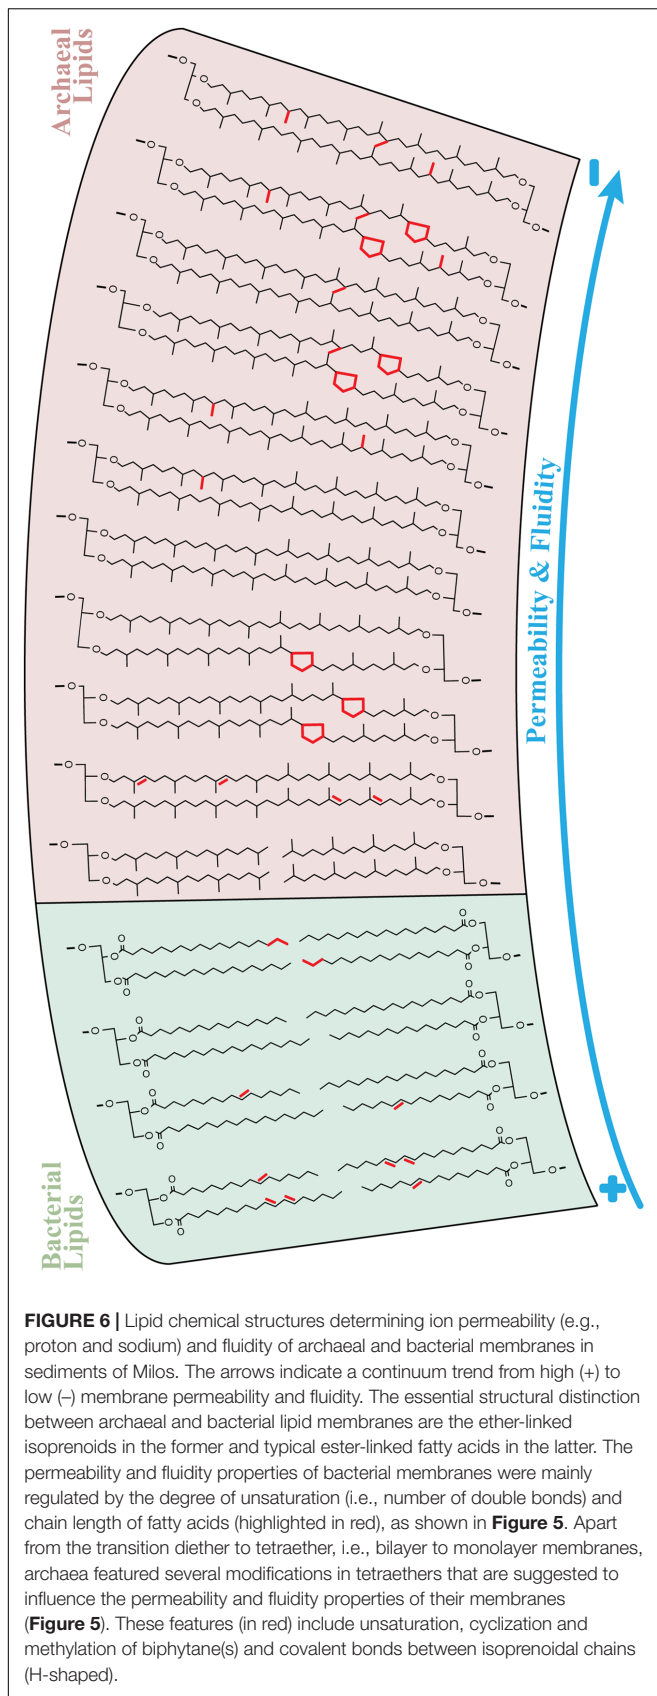 Archaeal
Lipids
Permeability & Fluidity
Bacterial
Lipids
FIGURE 6 | Lipid chemical structures determining ion permeability (e.g.,
proton and sodium) and fluidity of archaeal and bacterial membranes in
sediments of Milos. The arrows indicate a continuum trend from high (+) to
low (–) membrane permeability and fluidity. The essential structural distinction
between archaeal and bacterial lipid membranes are the ether-linked
isoprenoids in the former and typical ester-linked fatty acids in the latter. The
permeability and fluidity properties of bacterial membranes were mainly
regulated by the degree of unsaturation (i.e., number of double bonds) and
chain length of fatty acids (highlighted in red), as shown in Figure 5. Apart
from the transition diether to tetraether, i.e., bilayer to monolayer membranes,
archaea featured several modifications in tetraethers that are suggested to
influence the permeability and fluidity properties of their membranes
(Figure 5). These features (in red) include unsaturation, cyclization and
methylation of biphytane(s) and covalent bonds between isoprenoidal chains
(H-shaped).